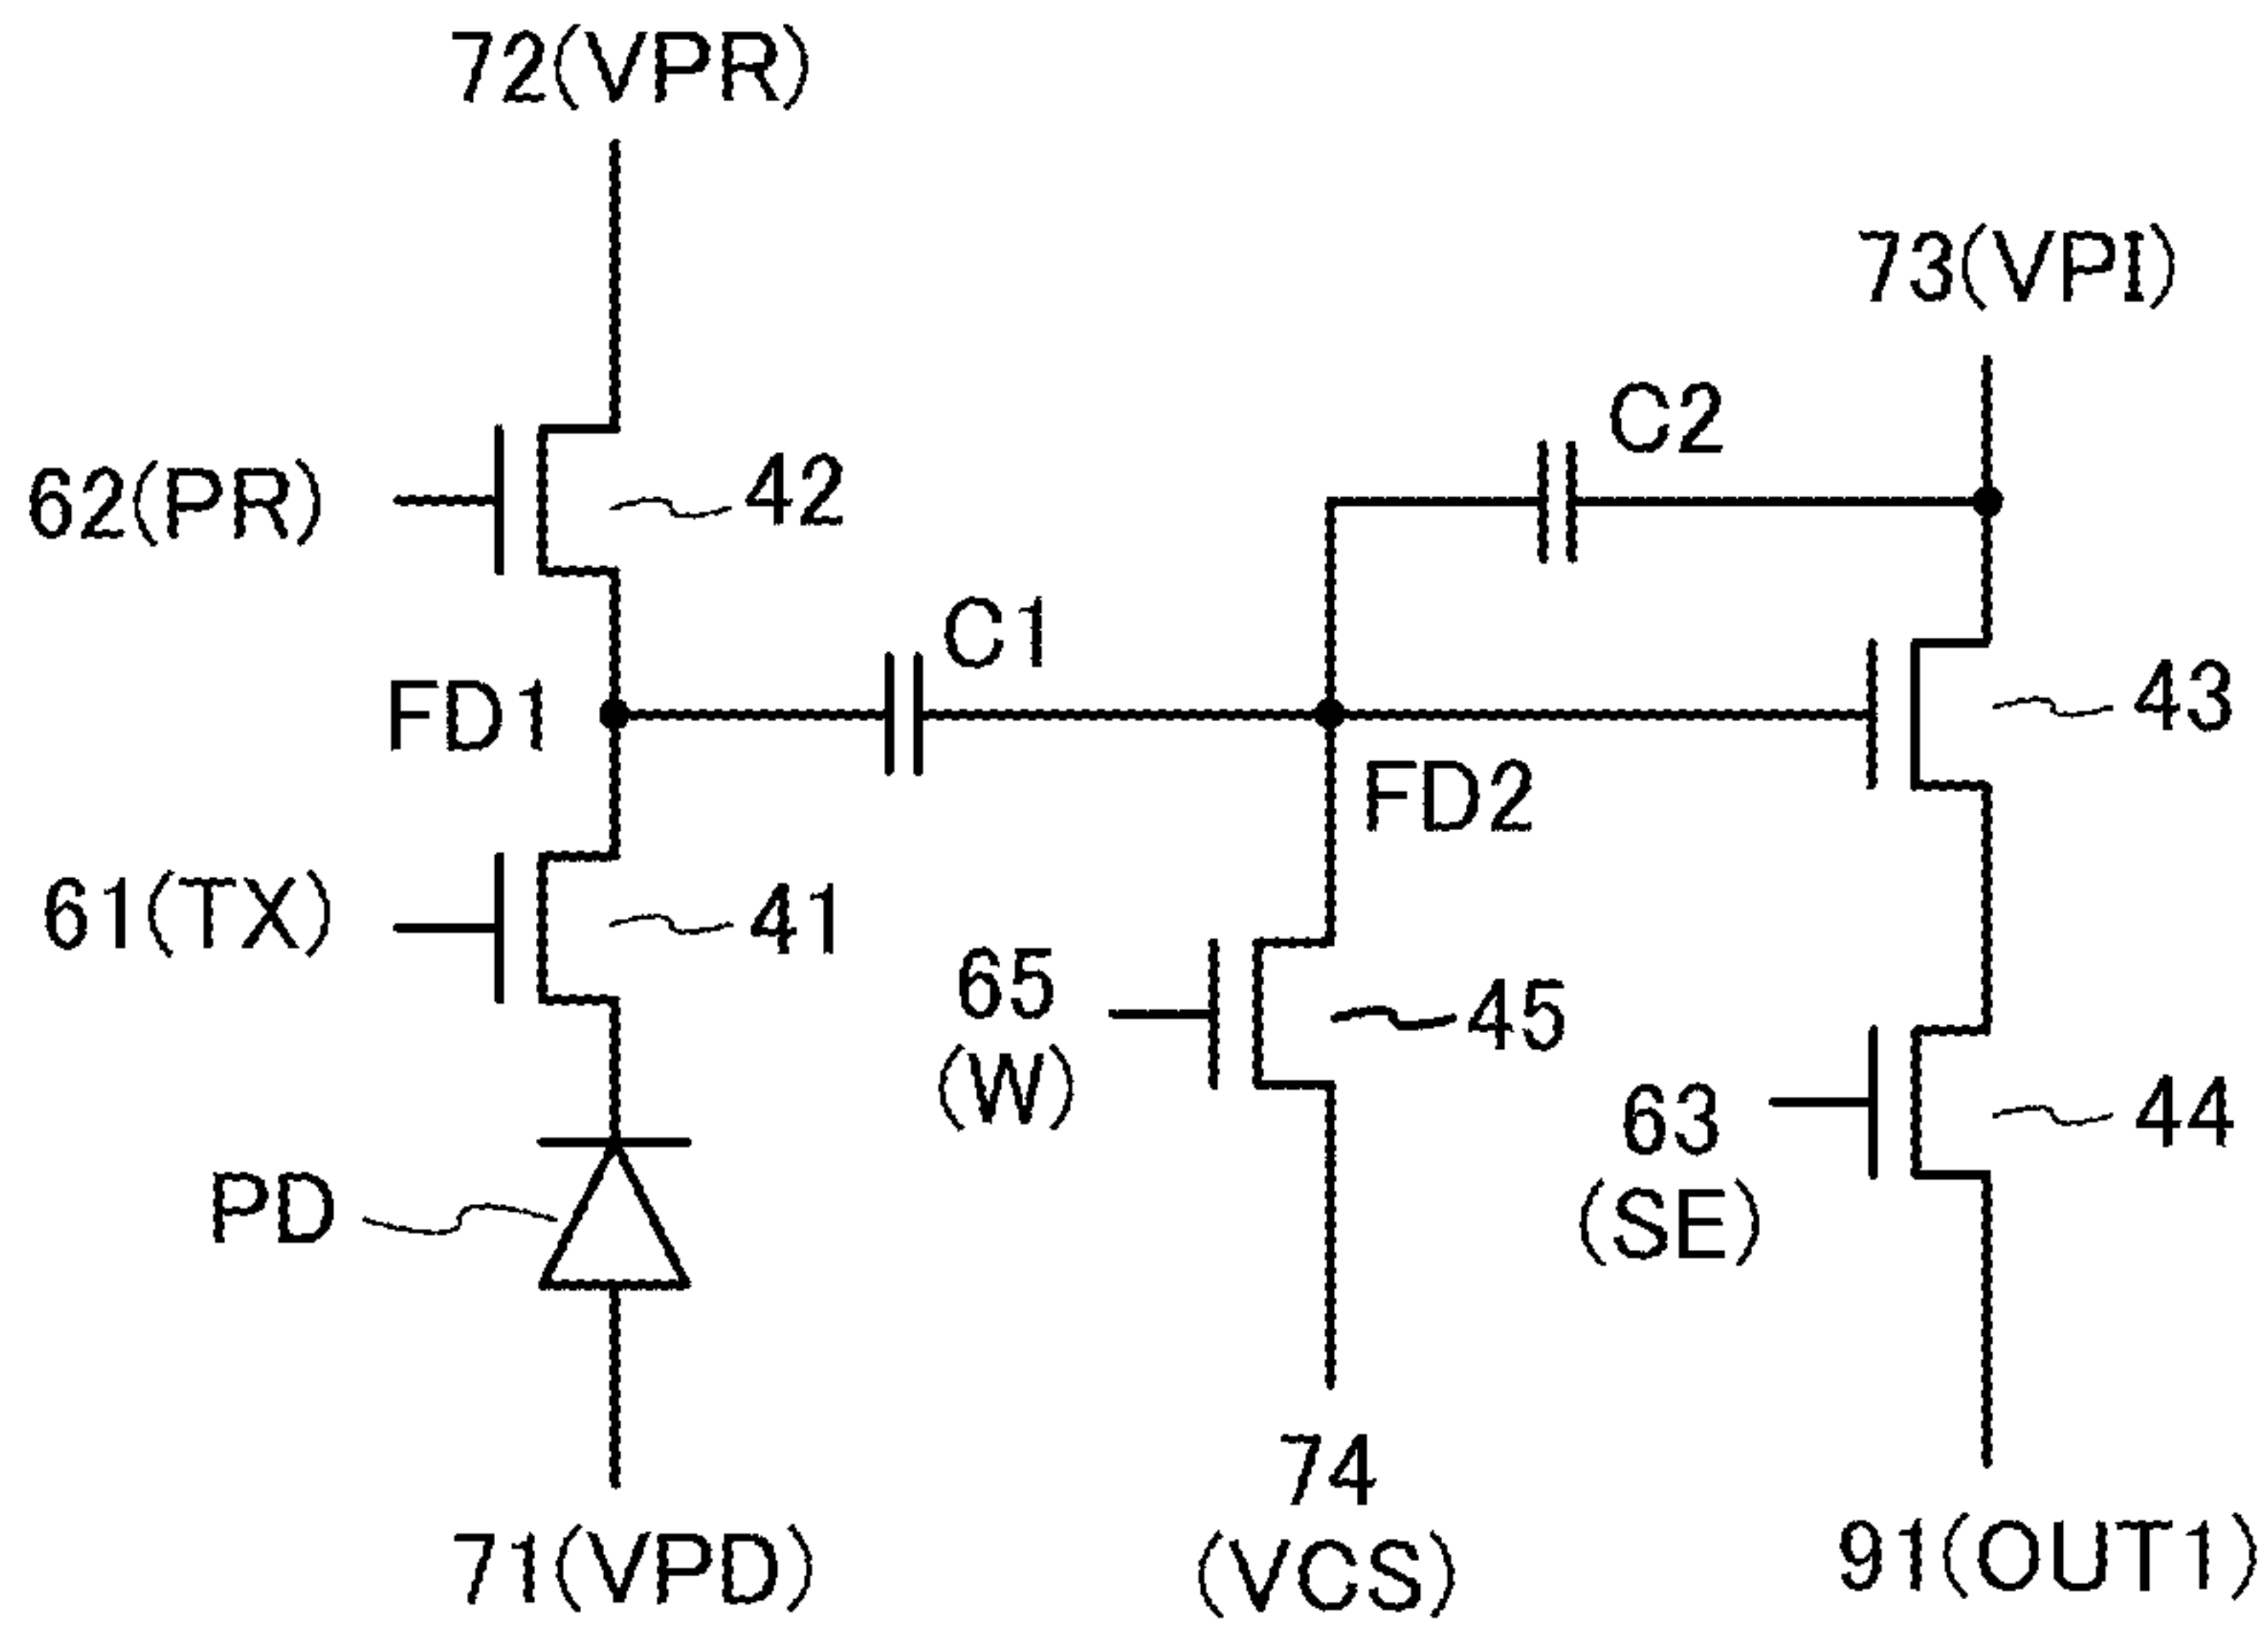 72(VPR)
73(VPI)
C2
62(PR)
42
C1
FD1
43
FD2
61(TX)
41
65
(W)
45
63
(SE)
44
PD
74
(VCS)
71(VPD)
91(OUT1)